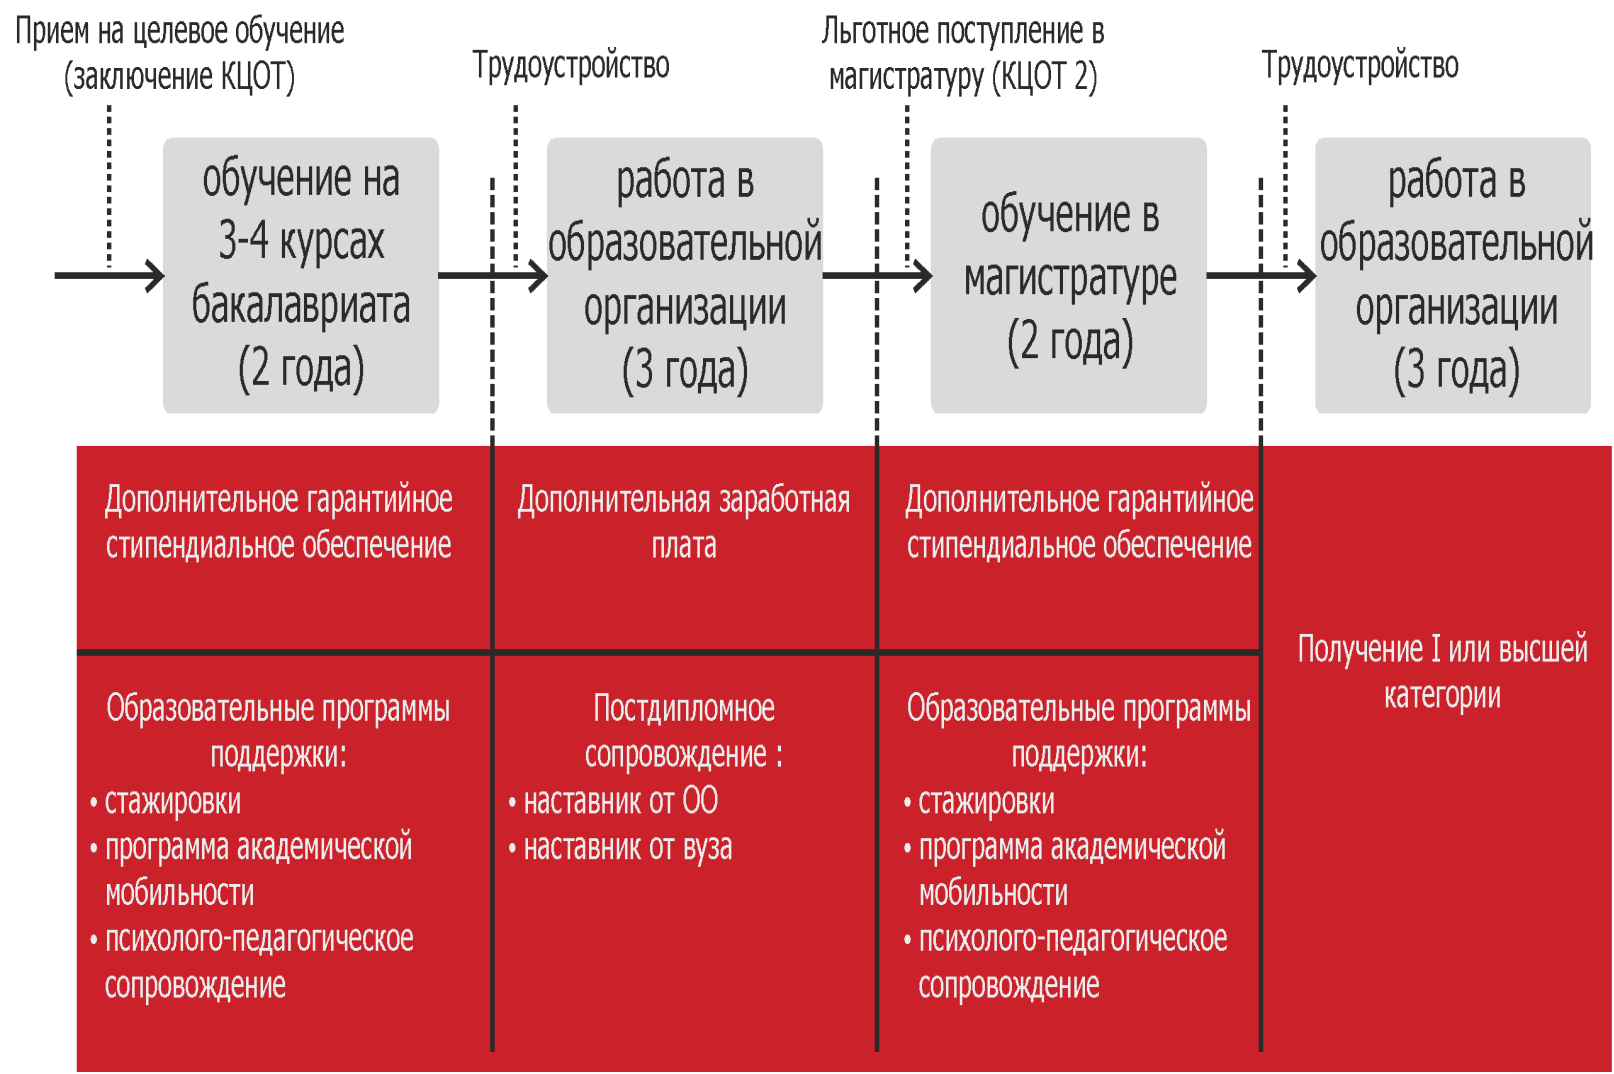 Прием на целевое обучение
(заключение КЦОТ)
Трудоустройство
Льготное поступление в
магистратуру (КЦОТ 2)
Трудоустройство
обучение на
3-4 курсах
бакалавриата
(2 года)
работа в
образовательной
организации
(3 года)
обучение в
магистратуре
(2 года)
работа в
образовательной
организации
(3 года)
Дополнительное гарантийное
стипендиальное обеспечение
Дополнительная заработная
плата
Дополнительное гарантийное
стипендиальное обеспечение
Получение I или высшей
категории
Образовательные программы
поддержки:
• стажировки
• программа академической
мобильности
• психолого-педагогическое
сопровождение
Постдипломное
сопровождение :
• наставник от ОО
• наставник от вуза
Образовательные программы
поддержки:
• стажировки
• программа академической
мобильности
• психолого-педагогическое
сопровождение